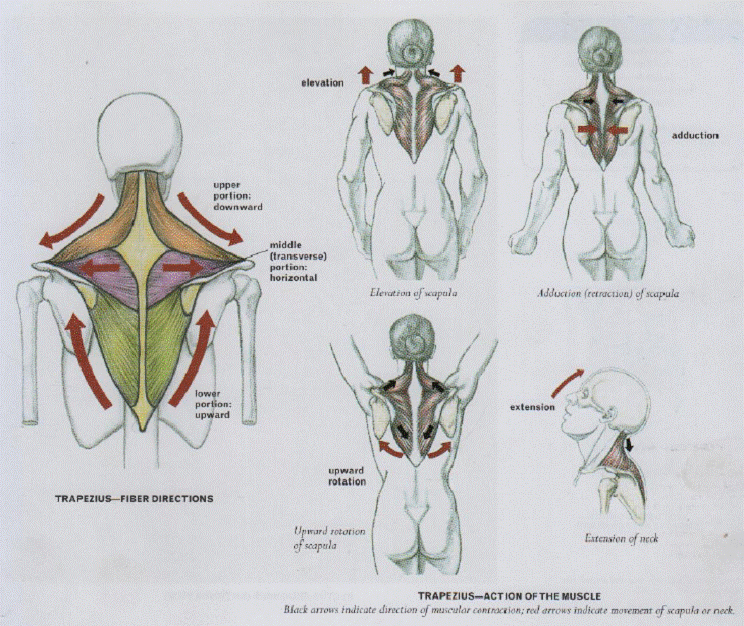 elevation
adduction
upper
portion:
downward
middle
(transverse)
portion:
horizontal
Elevation of scapula
Adduction (retraction) of scapula
lower
portion:
upward
extension
upward
rotation
TRAPEZIUS—FIBER DIRECTIONS
Upward rotation
of scapula
Extension of neck
TRAPEZIUS—ACTION OF THE MUSCLE
Black arrows indicate direction of muscular contraction; red arrows indicate movement of scapula or neck.